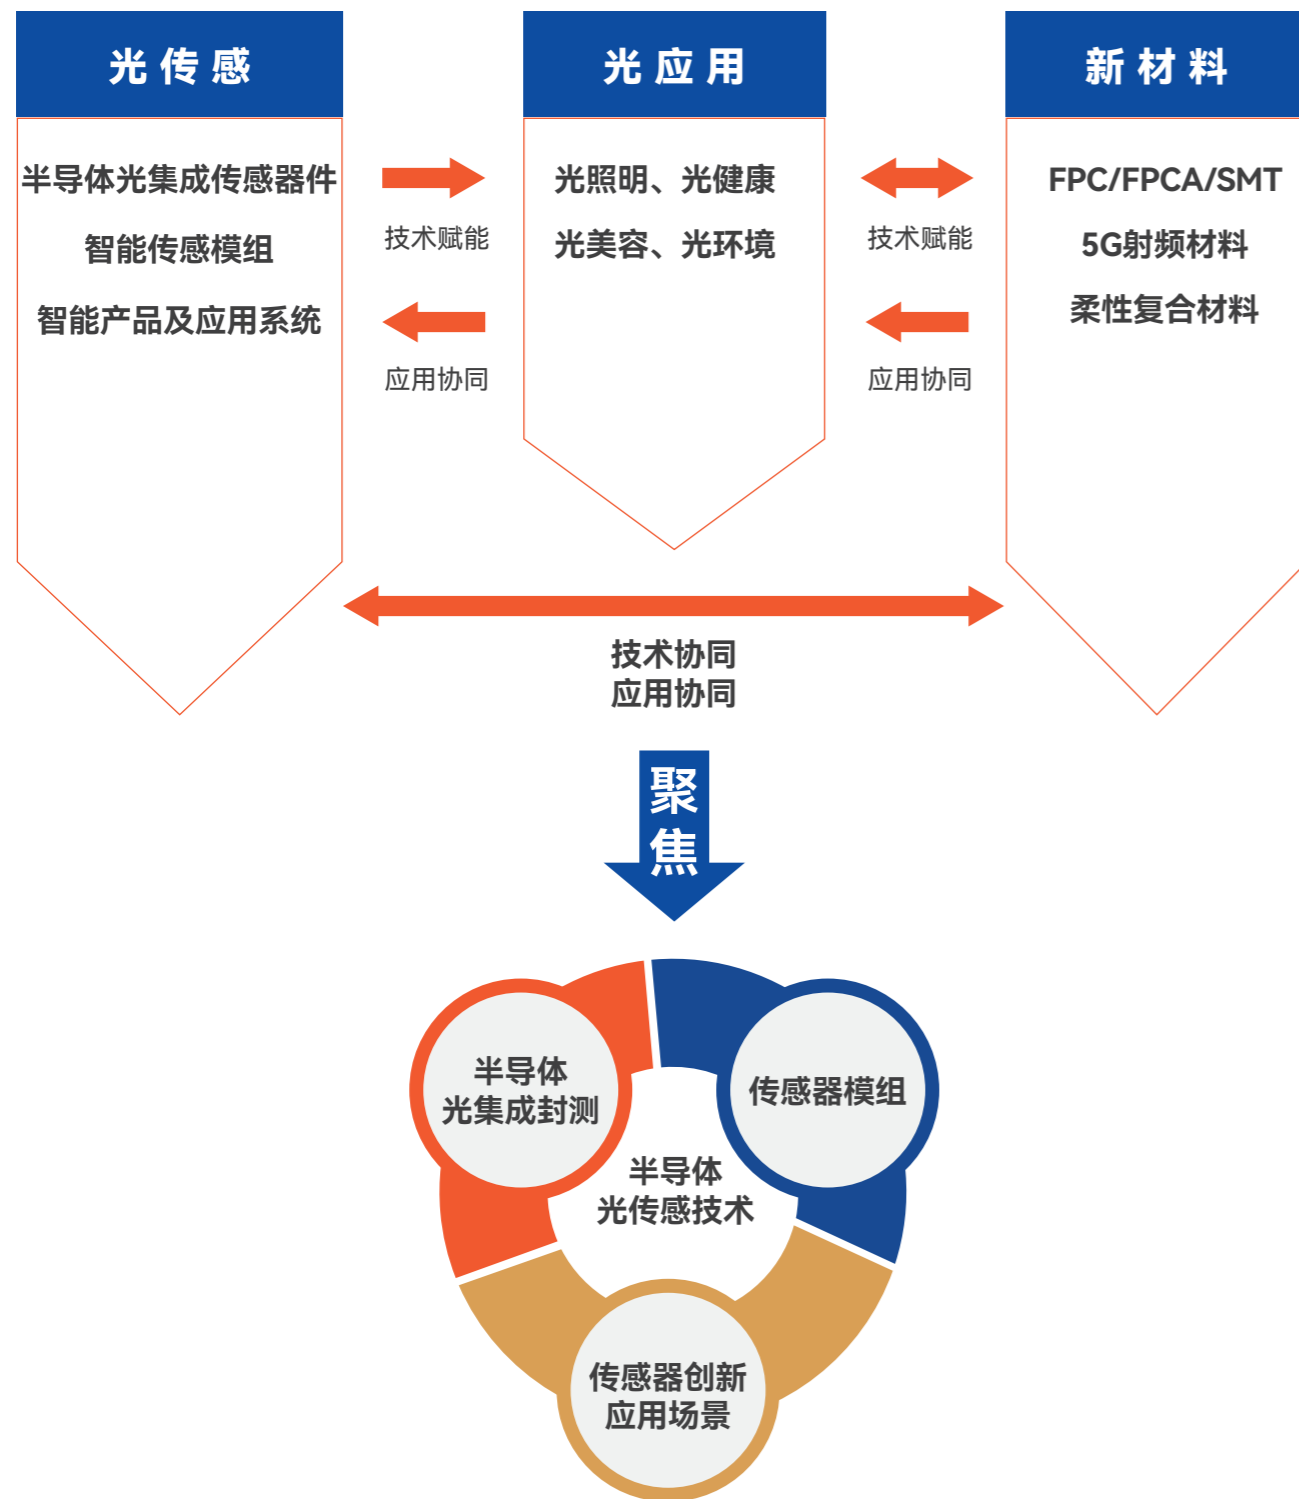 光传感
半导体光集成传感器件
智能传感模组
智能产品及应用系统
技术赋能
应用协同
光应用
光照明、光健康
光美容、光环境
技术赋能
应用协同
新材料
FPC/FPCA/SMT
5G射频材料
柔性复合材料
技术协同
应用协同
聚
焦
半导体
光集成封测
传感器模组
半导体
光传感技术
传感器创新
应用场景